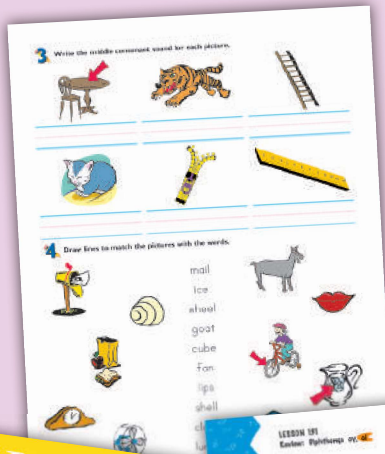 3 Write the middle consonant sound for each picture.
4 Draw lines to match the pictures with the words.
mail
ice
wheel
goat
cube
fan
lips
shell
LESSON 121